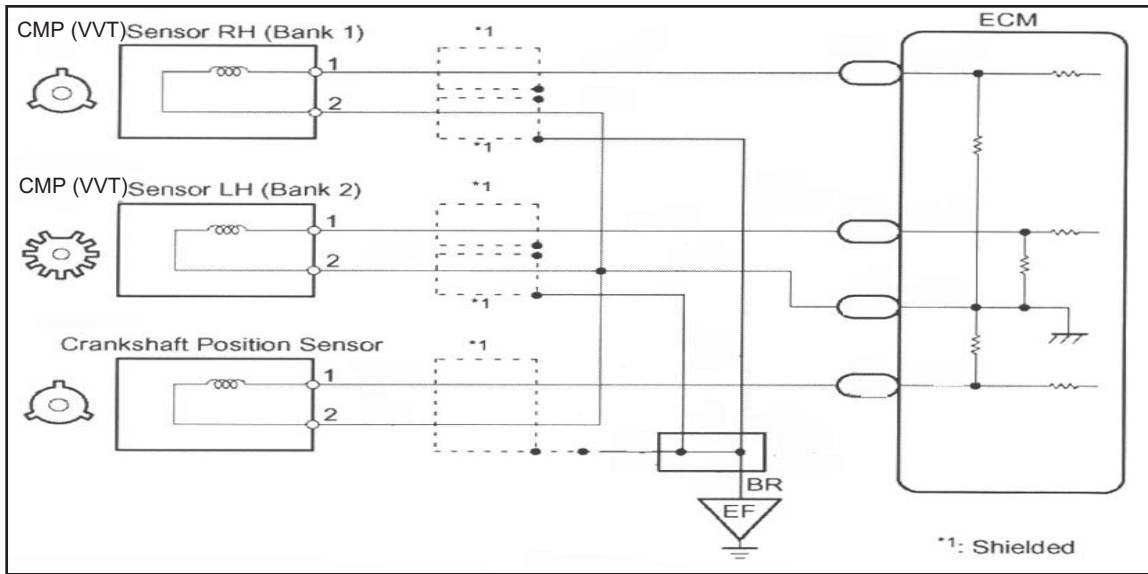 ECM
CMP (VVT) Sensor RH (Bank 1)
*1
1
2
*1
CMP (VVT) Sensor LH (Bank 2)
*1
1
2
*1
Crankshaft Position Sensor
*1
1
2
BR
EF
*1: Shielded